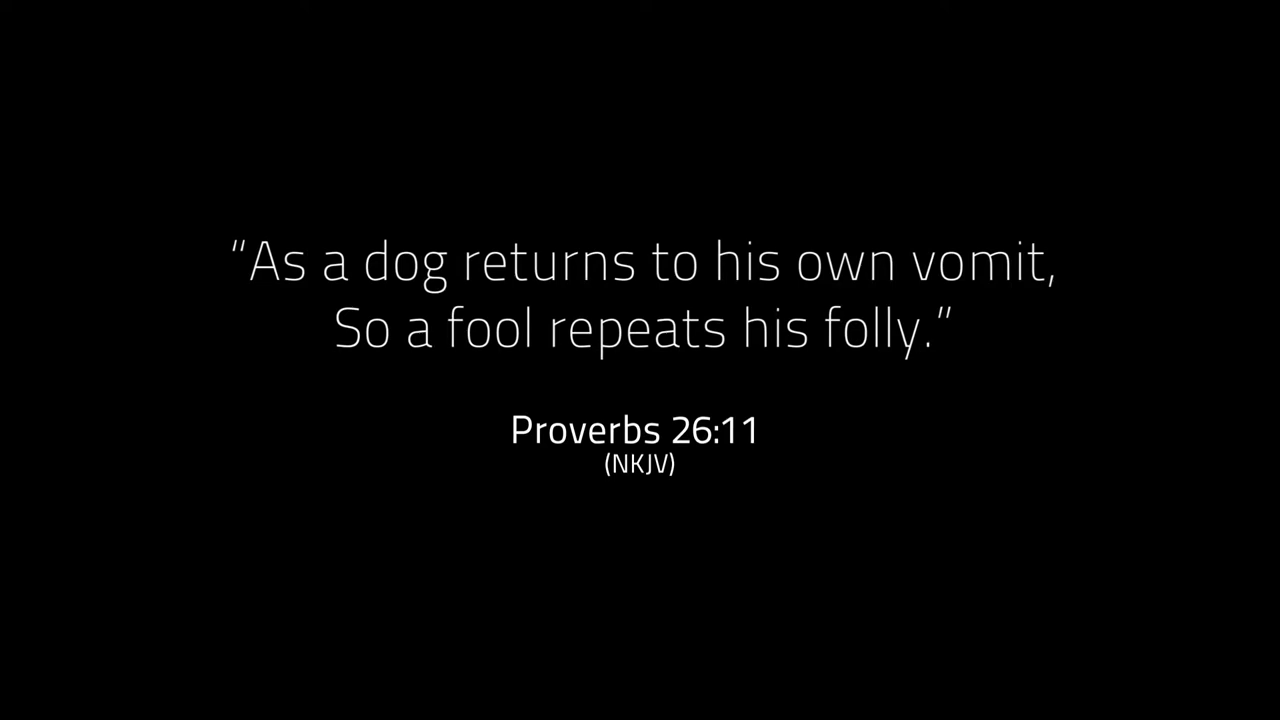 “As a dog returns to his own vomit,
So a fool repeats his folly.”
Proverbs 26:11
(NKJV)